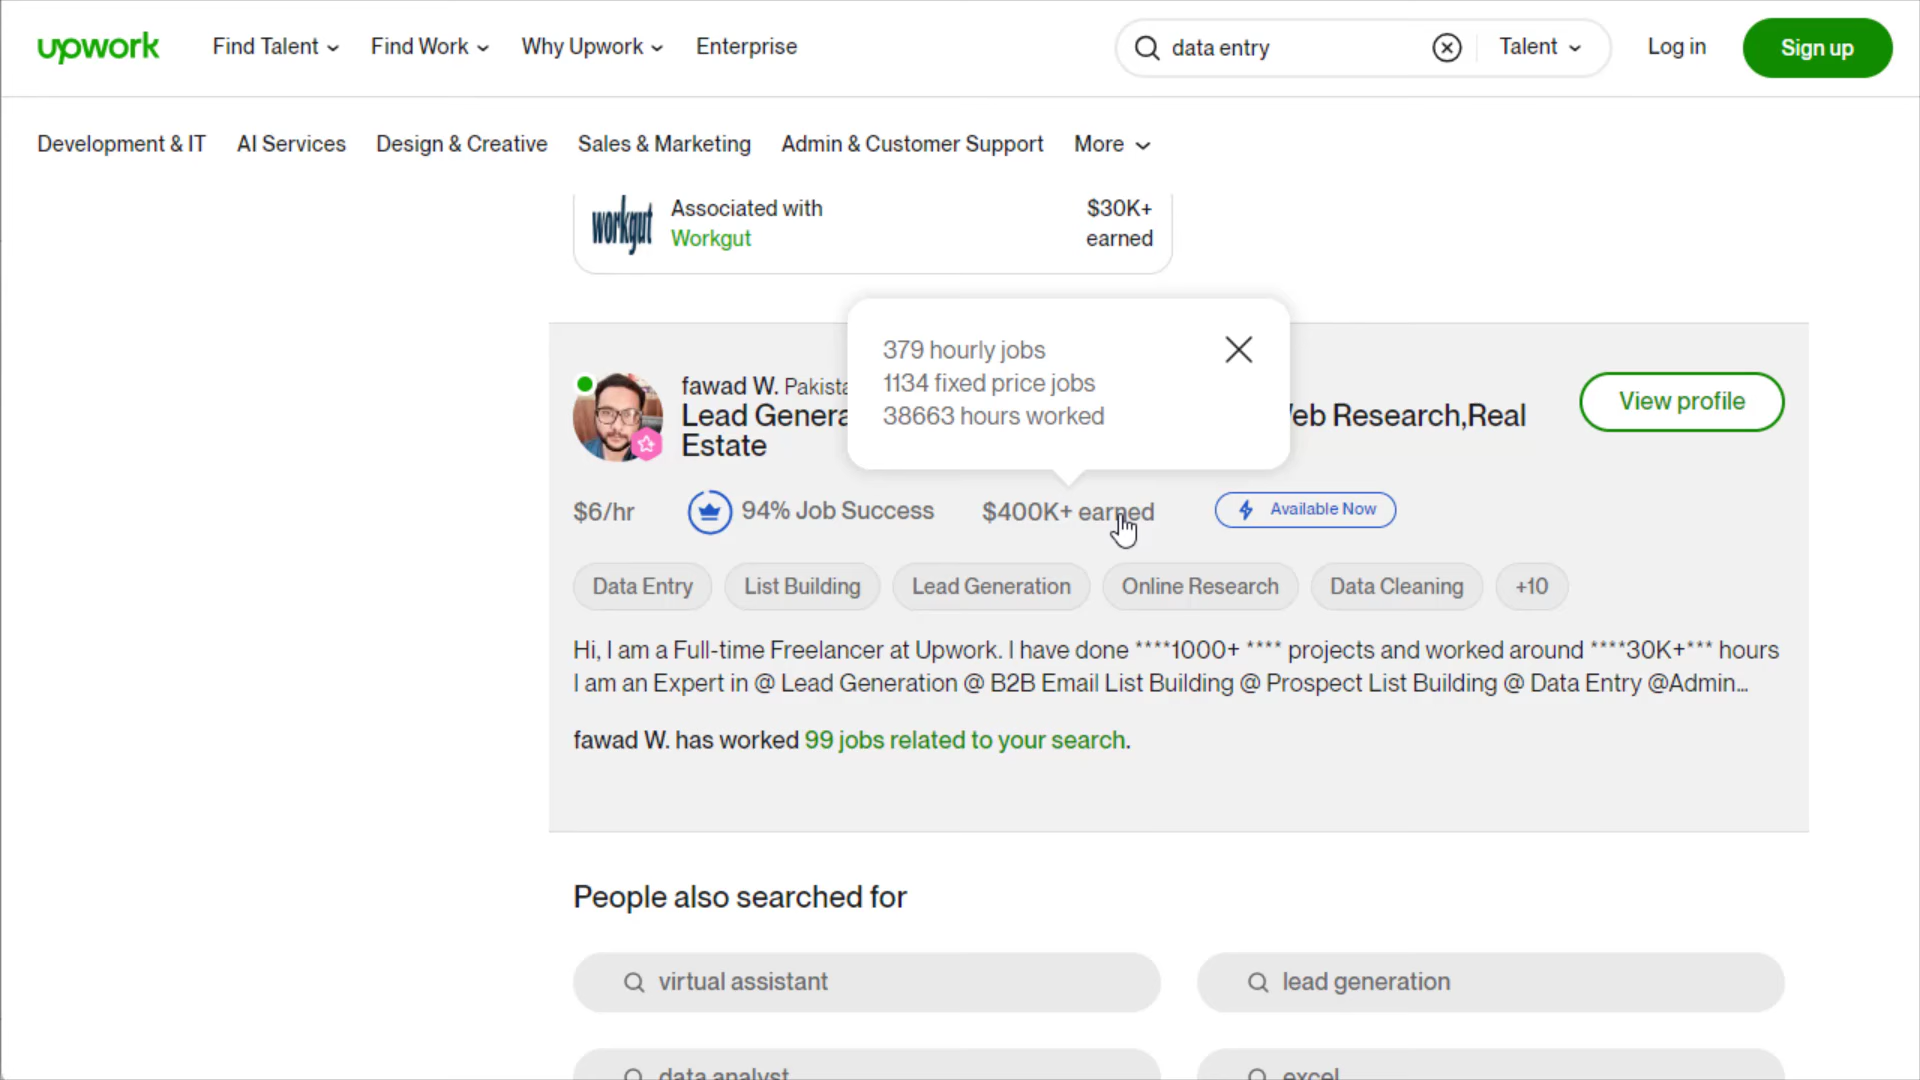 upwork
Find Talent
Find Work
Why Upwork
Enterprise
data entry
Talent
Log in
Sign up
Development & IT
AI Services
Design & Creative
Sales & Marketing
Admin & Customer Support
More
workgut
Associated with
Workgut
$30K+
earned
379 hourly jobs
1134 fixed price jobs
38663 hours worked
fawad W.
Lead
Web Research,Real
Estate
View profile
$6/hr
94% Job Success
$400K+ earned
Available Now
Data Entry
List Building
Lead Generation
Online Research
Data Cleaning
+10
Hi, I am a Full-time Freelancer at Upwork. I have done ****1000+ **** projects and worked around ****30K+*** hours
I am an Expert in @ Lead Generation @ B2B Email List Building @ Prospect List Building @ Data Entry @Admin...
fawad W. has worked 99 jobs related to your search.
People also searched for
virtual assistant
lead generation
data analyst
excel